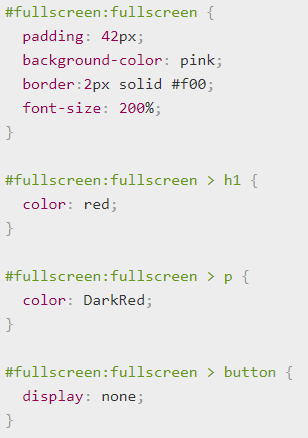 #fullscreen:fullscreen {
  padding: 42px;
  background-color: pink;
  border:2px solid #f00;
  font-size: 200%;
}

#fullscreen:fullscreen > h1 {
  color: red;
}

#fullscreen:fullscreen > p {
  color: DarkRed;
}

#fullscreen:fullscreen > button {
  display: none;
}